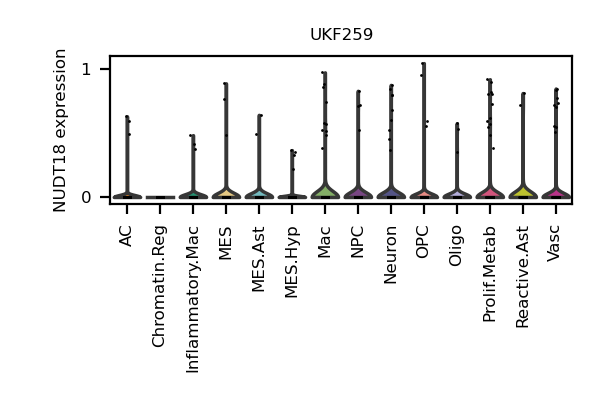 UKF259
NUDT18 expression
1
0
AC
Chromatin.Reg
Inflammatory.Mac
MES
MES.Ast
MES.Hyp
Mac
NPC
Neuron
OPC
Oligo
Prolif.Metab
Reactive.Ast
Vasc